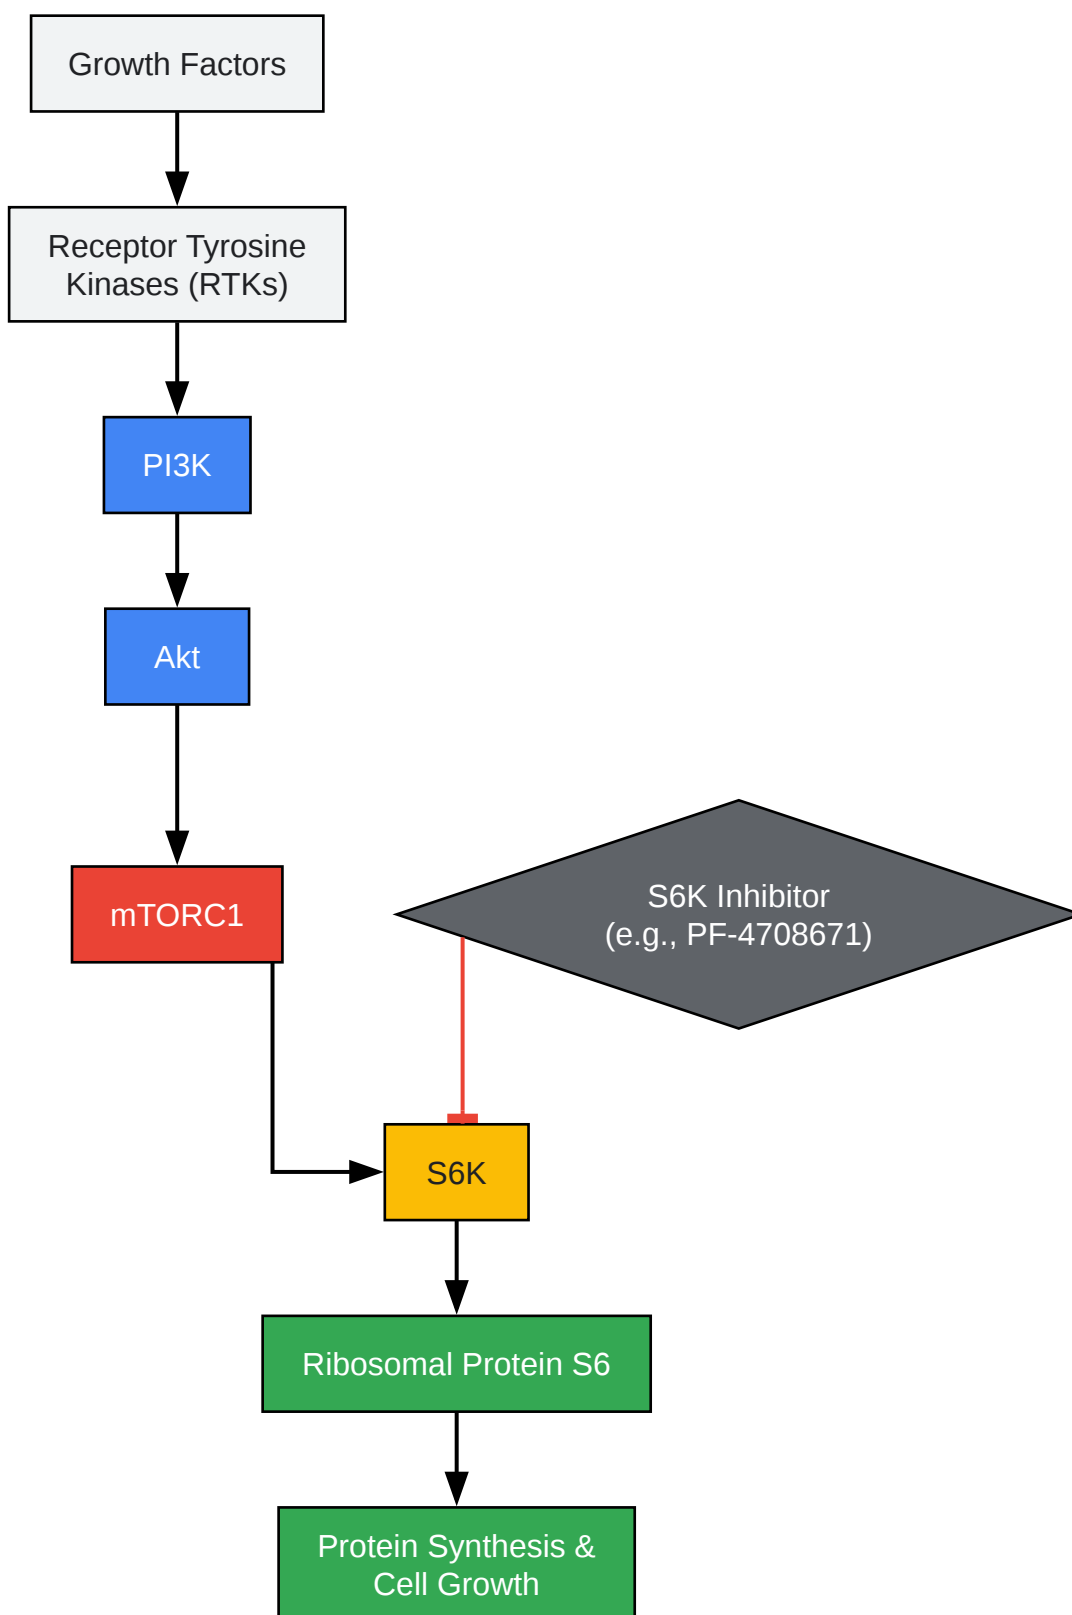 Growth Factors
Receptor Tyrosine
Kinases (RTKs)
PI3K
Akt
mTORC1
S6K Inhibitor
(e.g., PF-4708671)
S6K
Ribosomal Protein S6
Protein Synthesis &
Cell Growth